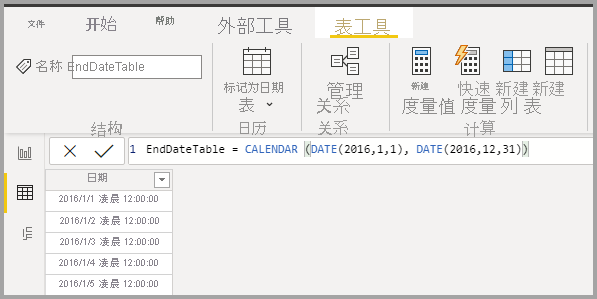 文件 开始 帮助 外部工具 表工具
名称 EndDateTable
标记为日期
表
管理
关系
新建
度量值
快速
度量
新建
列
新建
表
结构 日历 关系 计算
1 EndDateTable = CALENDAR (DATE(2016,1,1), DATE(2016,12,31))
日期
2016/1/1 凌晨 12:00:00
2016/1/2 凌晨 12:00:00
2016/1/3 凌晨 12:00:00
2016/1/4 凌晨 12:00:00
2016/1/5 凌晨 12:00:00